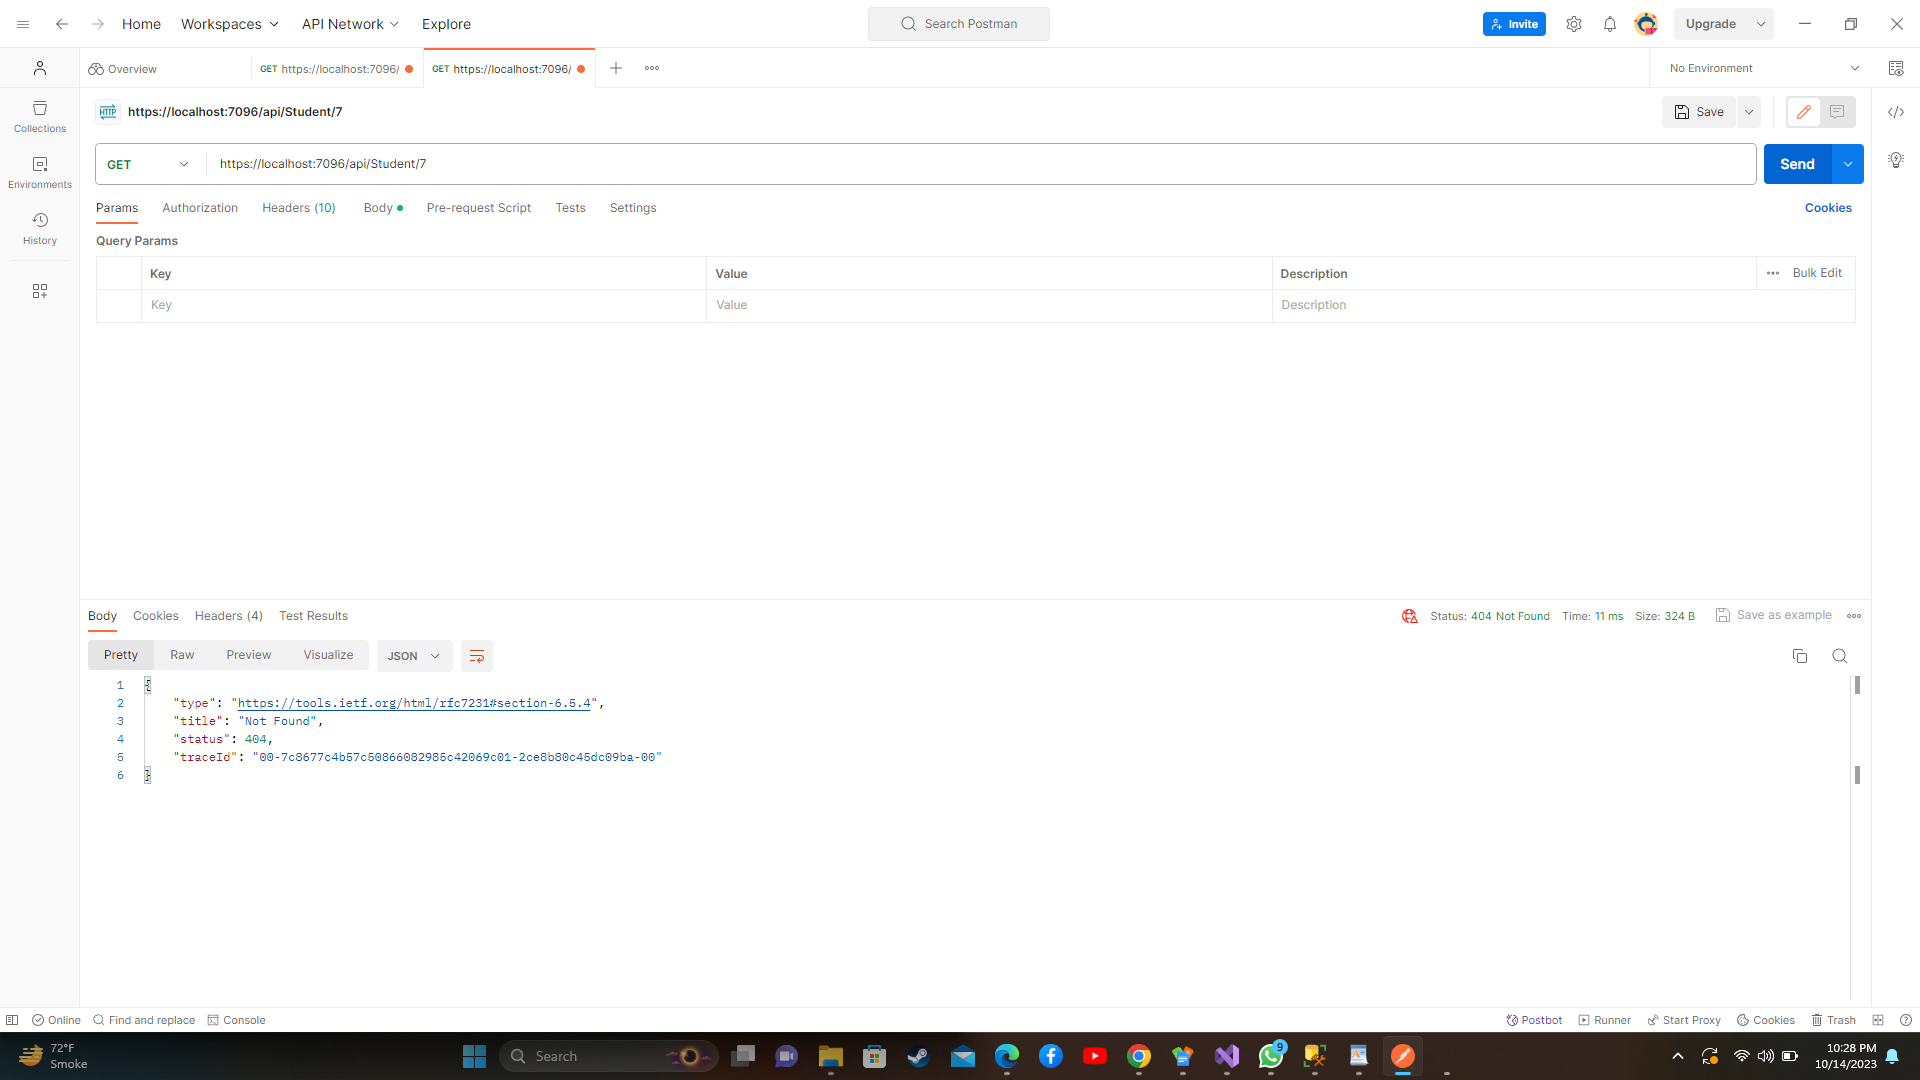 Home Workspaces API Network Explore Search Postman Invite Upgrade
Overview GET https://localhost:7096/ GET https://localhost:7096/ No Environment
HTTP https://localhost:7096/api/Student/7 Save
Collections
GET https://localhost:7096/api/Student/7 Send
Environments
Params Authorization Headers (10) Body Pre-request Script Tests Settings Cookies
History
Query Params
Key Value Description Bulk Edit
Key Value Description
Body Cookies Headers (4) Test Results Status: 404 Not Found Time: 11 ms Size: 324 B Save as example
Pretty Raw Preview Visualize JSON
1 {
2 "type": "https://tools.ietf.org/html/rfc7231#section-6.5.4",
3 "title": "Not Found",
4 "status": 404,
5 "traceId": "00-7c8677c4b57c50866082985c42069c01-2ce8b80c45dc09ba-00"
6 }
Online Find and replace Console Postbot Runner Start Proxy Cookies Trash
72°F
Smoke
Search
9
10:28 PM
10/14/2023